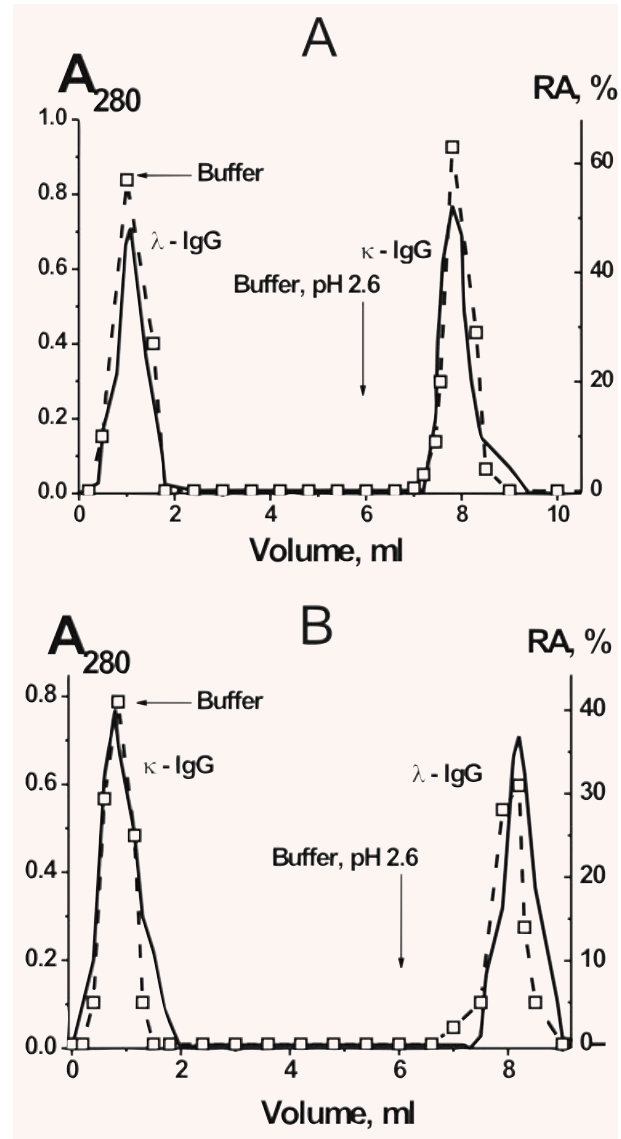 A
A280
RA, %
1.0
60
Buffer
0.8
λ - IgG
κ - IgG
0.6
Buffer, pH 2.6
40
0.4
20
0.2
0.0
0
0 2 4 6 8 10
Volume, ml
B
A280
RA, %
0.8
Buffer
40
κ - IgG
λ - IgG
0.6
30
Buffer, pH 2.6
0.4
20
0.2
10
0.0
0
0 2 4 6 8
Volume, ml